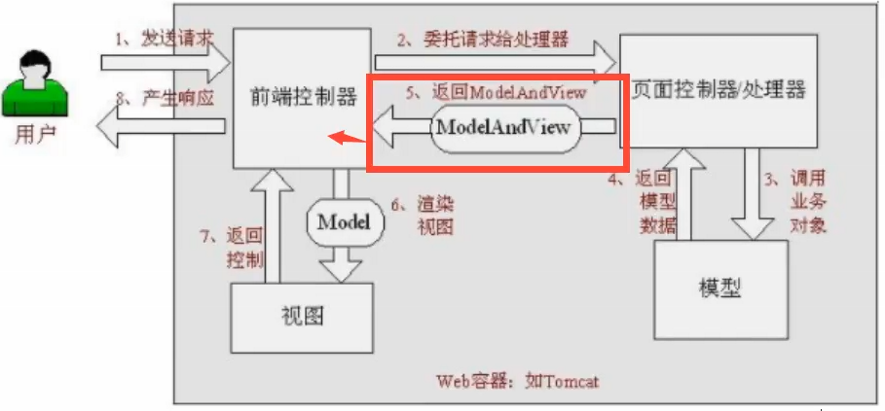 1、发送请求
2、委托请求给处理器
8、产生响应
用户
前端控制器
5、返回ModelAndView
ModelAndView
页面控制器/处理器
4、返回
模型
数据
3、调用
业务
对象
6、渲染
视图
Model
7、返回
控制
视图
模型
Web容器：如Tomcat